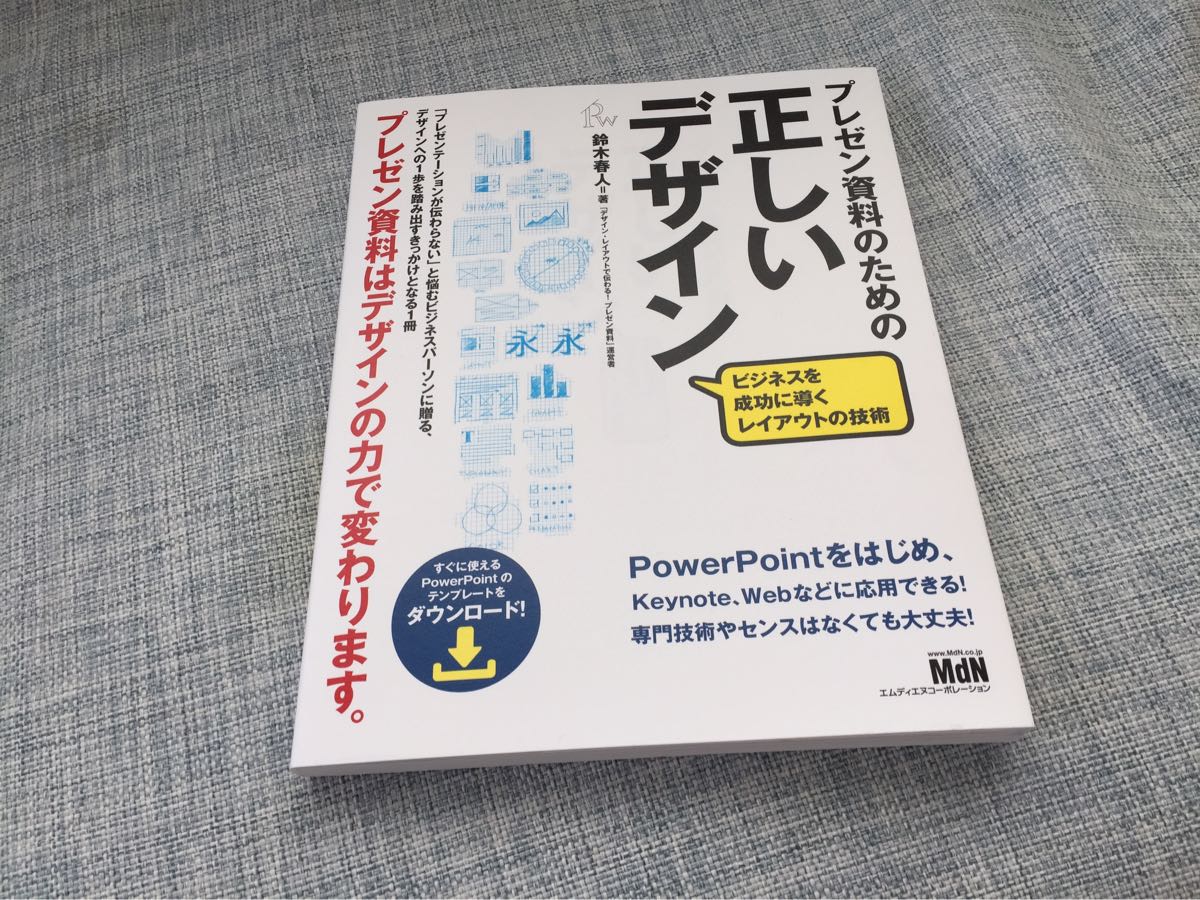 プレゼン資料のための
正しい
デザイン
ビジネスを
成功に導く
レイアウトの技術
鈴木春人=著
「デザイン・レイアウトで伝わる! プレゼン資料」運営者
永 永
T
「プレゼンテーションが伝わらない」と悩むビジネスパーソンに贈る、
デザインへの1歩を踏み出すきっかけとなる1冊
プレゼン資料はデザインの力で変わります。
すぐに使える
PowerPointの
テンプレートを
ダウンロード!
PowerPointをはじめ、
Keynote、Webなどに応用できる!
専門技術やセンスはなくても大丈夫!
www.MdN.co.jp
MdN
エムディエヌコーポレーション